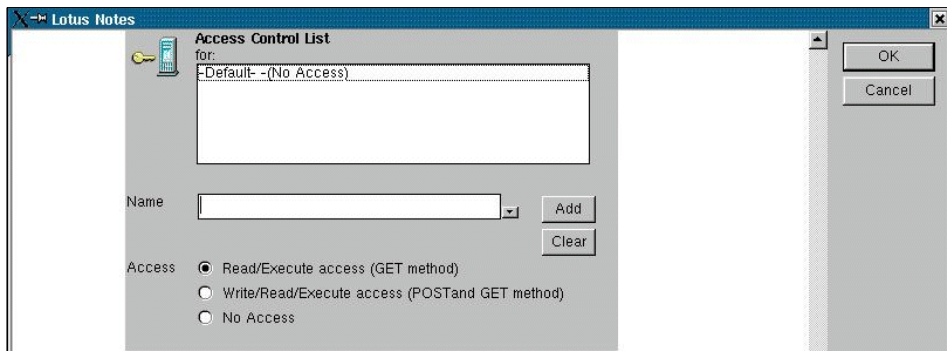 Lotus Notes
Access Control List
for:
-Default- -(No Access)
OK
Cancel
Name
Add
Clear
Access
Read/Execute access (GET method)
Write/Read/Execute access (POSTand GET method)
No Access